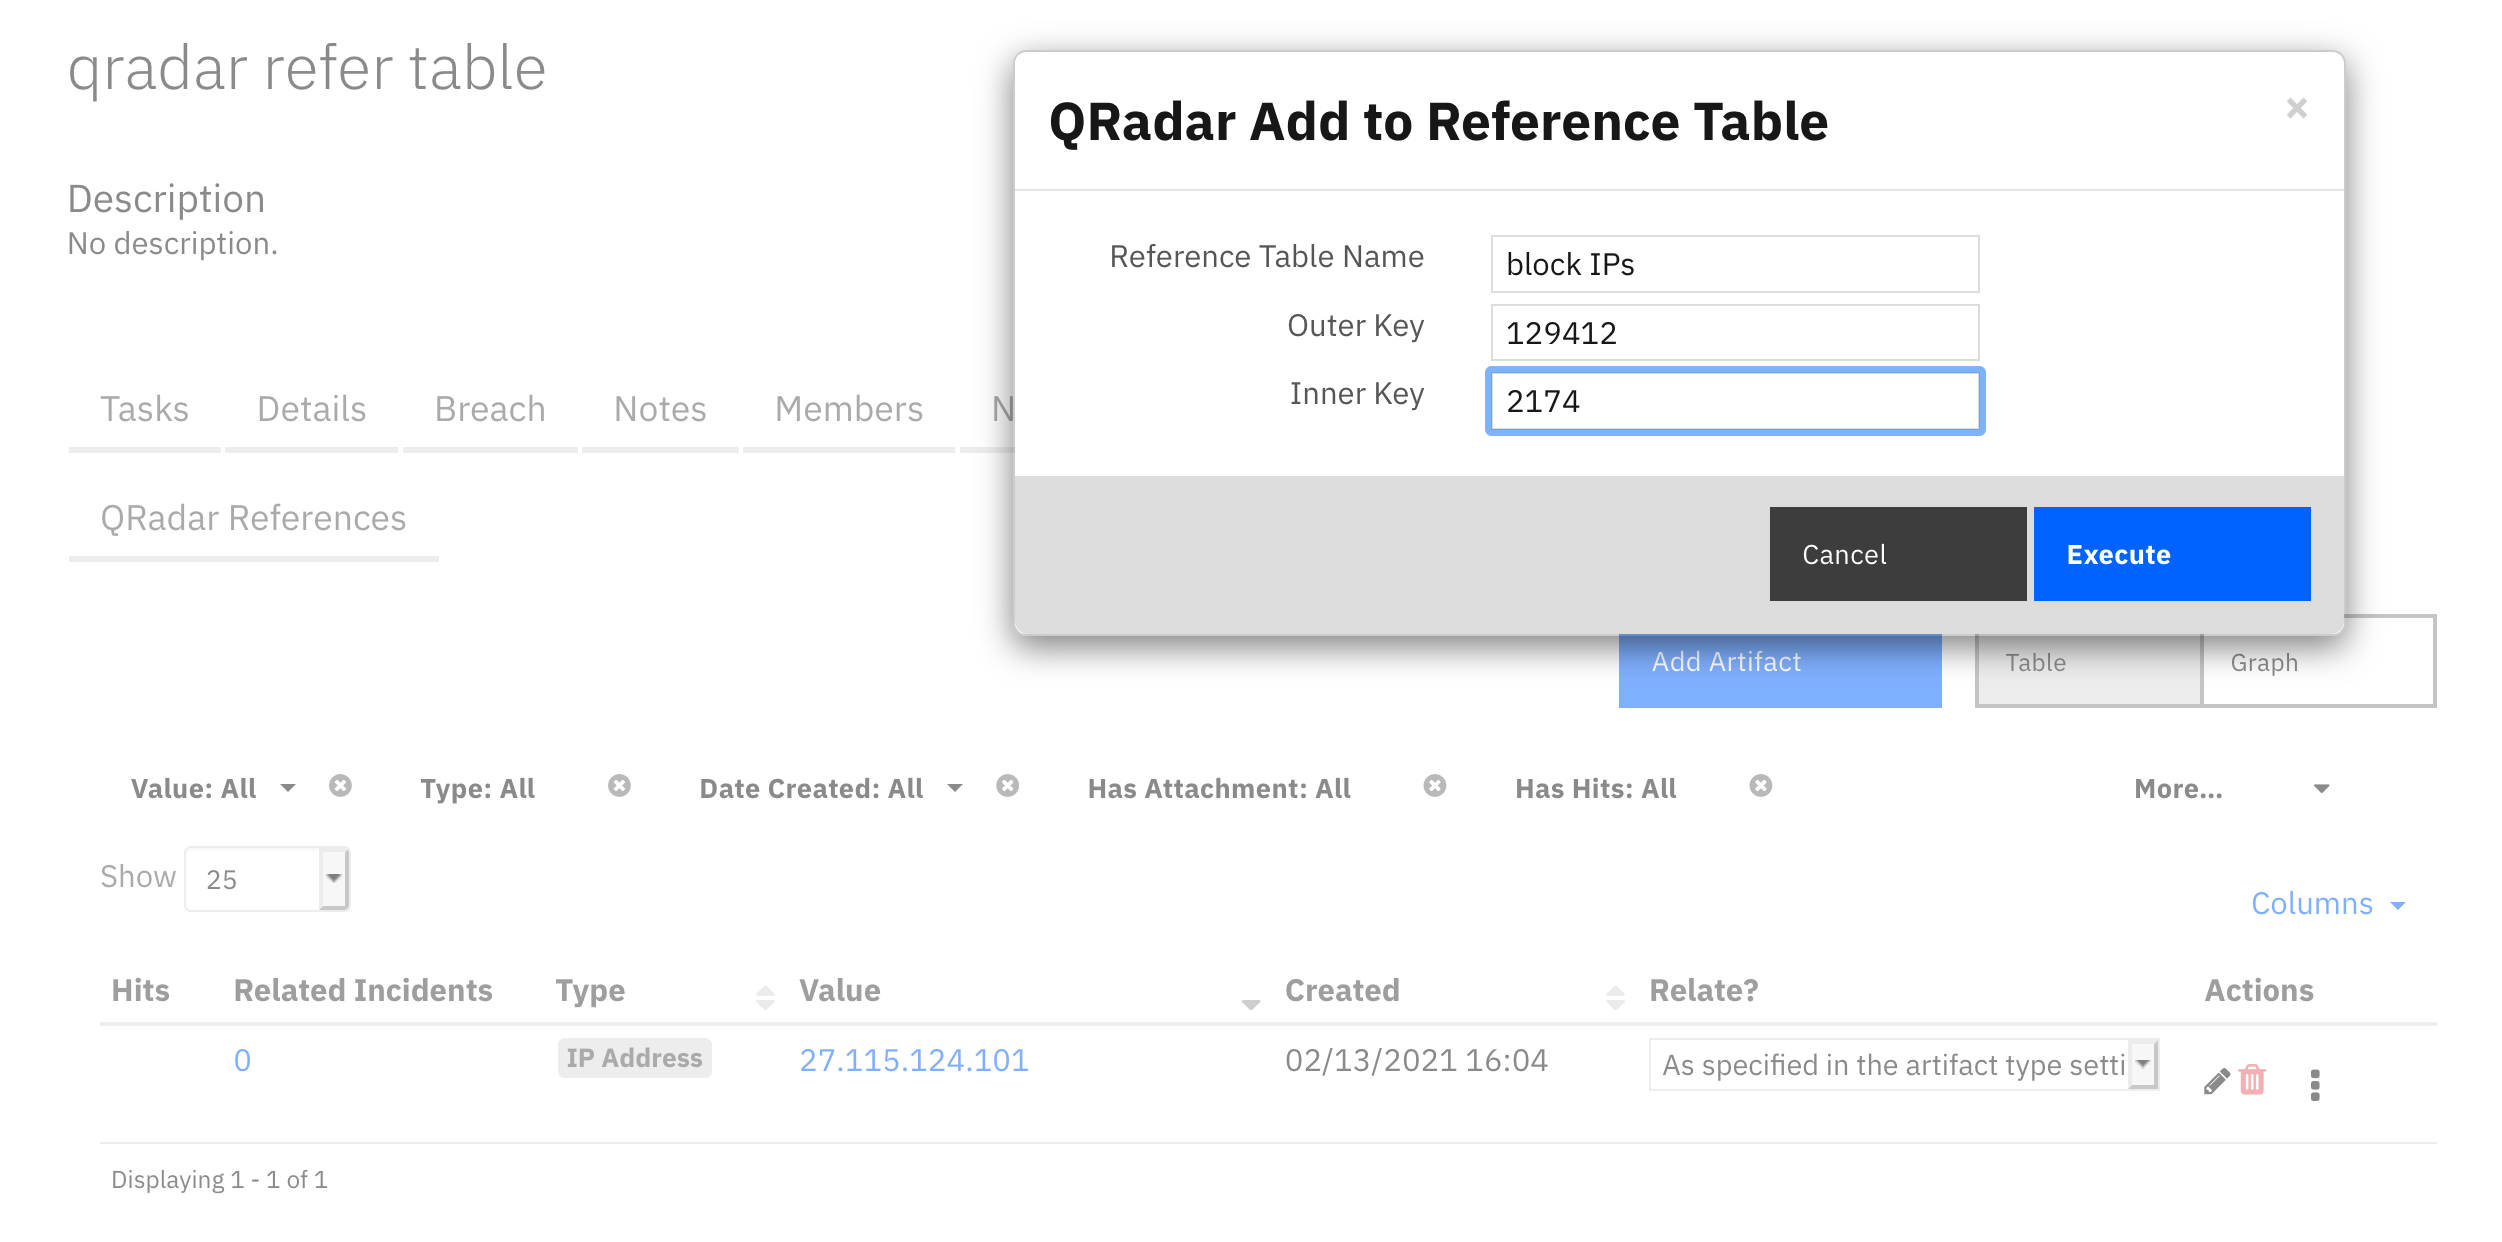 qradar refer table
QRadar Add to Reference Table
Description
No description.
Reference Table Name block IPs
Outer Key 129412
Inner Key 2174
Cancel Execute
Tasks Details Breach Notes Members N
QRadar References
Add Artifact Table Graph
Value: All Type: All Date Created: All Has Attachment: All Has Hits: All More...
Show 25
Columns
Hits Related Incidents Type Value Created Relate? Actions
0 IP Address 27.115.124.101 02/13/2021 16:04 As specified in the artifact type setti
Displaying 1 - 1 of 1